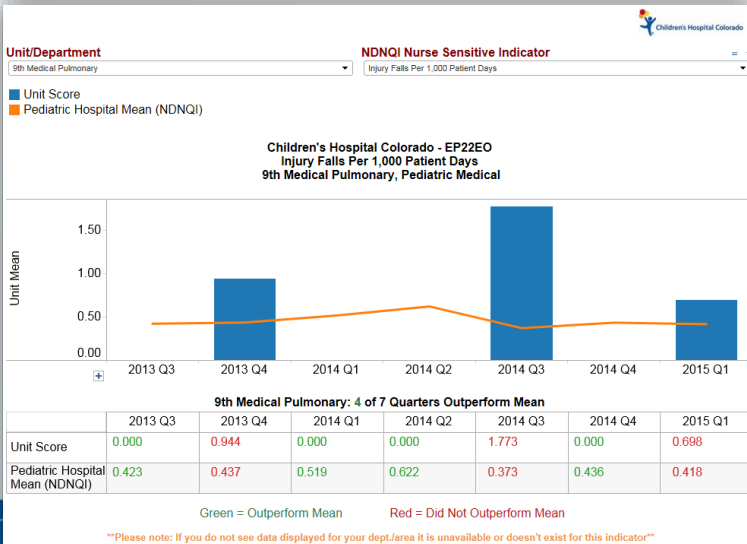 Children's Hospital Colorado
Unit/Department
NDNQI Nurse Sensitive Indicator
9th Medical Pulmonary
Injury Falls Per 1,000 Patient Days
Unit Score
Pediatric Hospital Mean (NDNQI)
Children's Hospital Colorado - EP22EO
Injury Falls Per 1,000 Patient Days
9th Medical Pulmonary, Pediatric Medical
Unit Mean
1.50
1.00
0.50
0.00
2013 Q3 2013 Q4 2014 Q1 2014 Q2 2014 Q3 2014 Q4 2015 Q1
9th Medical Pulmonary: 4 of 7 Quarters Outperform Mean
2013 Q3 2013 Q4 2014 Q1 2014 Q2 2014 Q3 2014 Q4 2015 Q1
Unit Score 0.000 0.944 0.000 0.000 1.773 0.000 0.698
Pediatric Hospital Mean (NDNQI) 0.423 0.437 0.519 0.622 0.373 0.436 0.418
Green = Outperform Mean Red = Did Not Outperform Mean
**Please note: If you do not see data displayed for your dept./area it is unavailable or doesn't exist for this indicator**